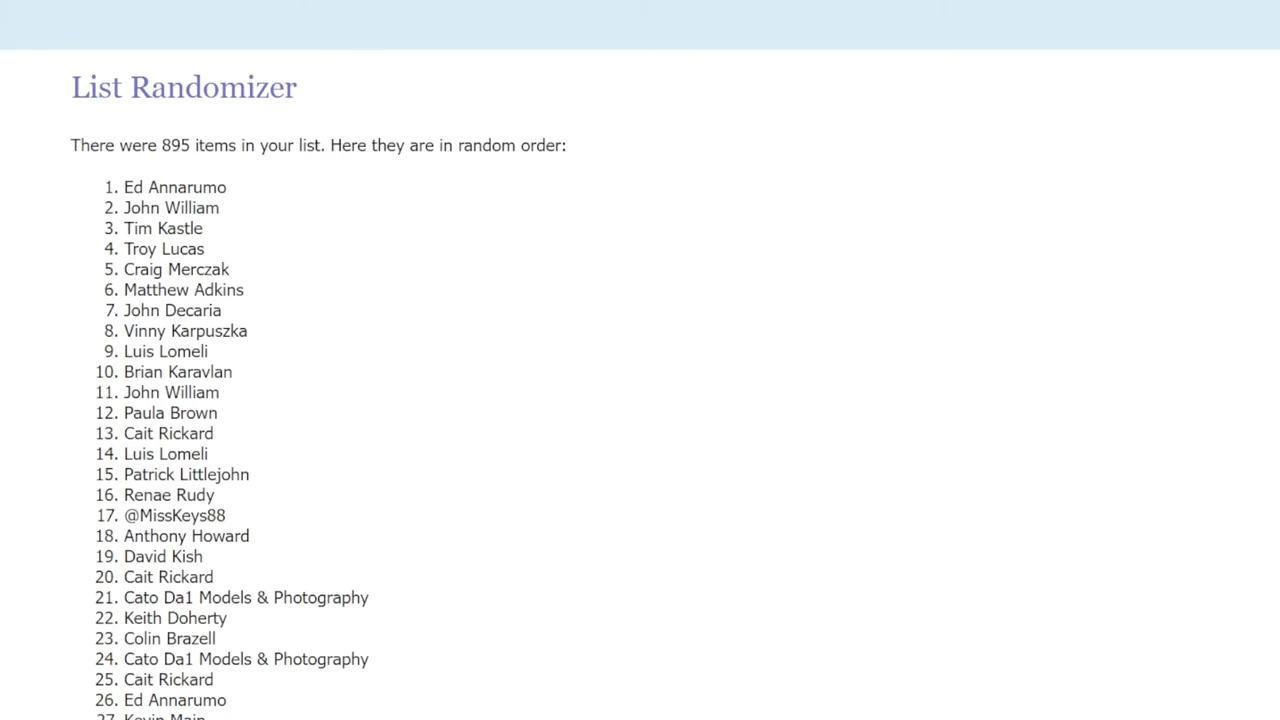 List Randomizer
There were 895 items in your list. Here they are in random order:
1. Ed Annarumo
2. John William
3. Tim Kastle
4. Troy Lucas
5. Craig Merczak
6. Matthew Adkins
7. John Decaria
8. Vinny Karpuszka
9. Luis Lomeli
10. Brian Karavlan
11. John William
12. Paula Brown
13. Cait Rickard
14. Luis Lomeli
15. Patrick Littlejohn
16. Renae Rudy
17. @MissKeys88
18. Anthony Howard
19. David Kish
20. Cait Rickard
21. Cato Da1 Models & Photography
22. Keith Doherty
23. Colin Brazell
24. Cato Da1 Models & Photography
25. Cait Rickard
26. Ed Annarumo
27. Kevin Main